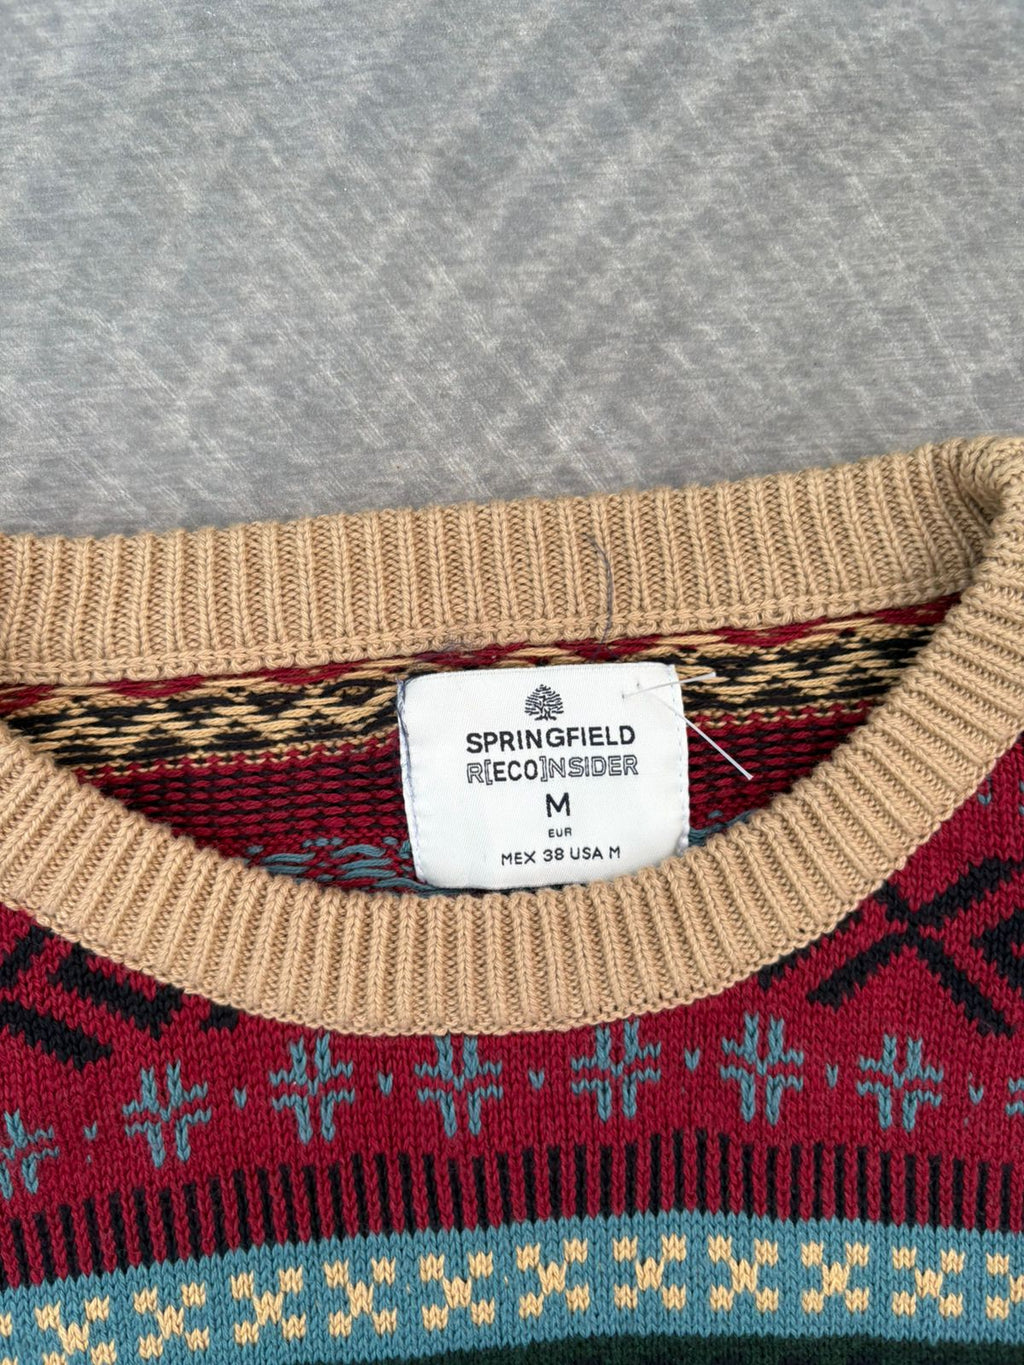 SPRINGFIELD
R[ECO]NSIDER
M
EUR
MEX 38 USA M